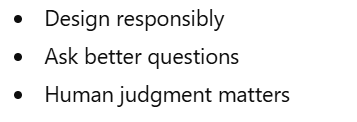 • Design responsibly
• Ask better questions
• Human judgment matters